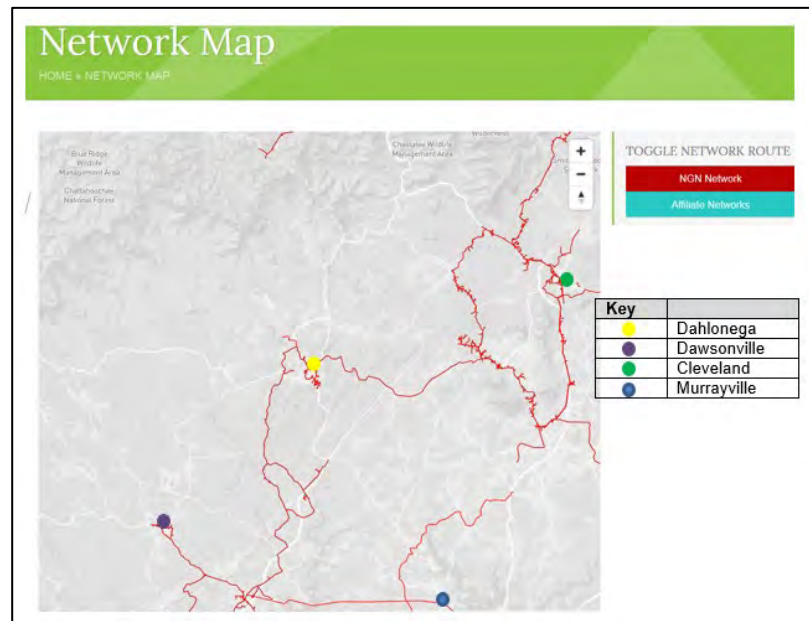 Network Map
HOME » NETWORK MAP
Blue Ridge
Wildlife
Management Area
Chattahoochee
National Forest
Chestatee Wildlife
Management Area
Wilderness
+
−
TOGGLE NETWORK ROUTE
NGN Network
Affiliate Networks
Key
Dahlonega
Dawsonville
Cleveland
Murrayville